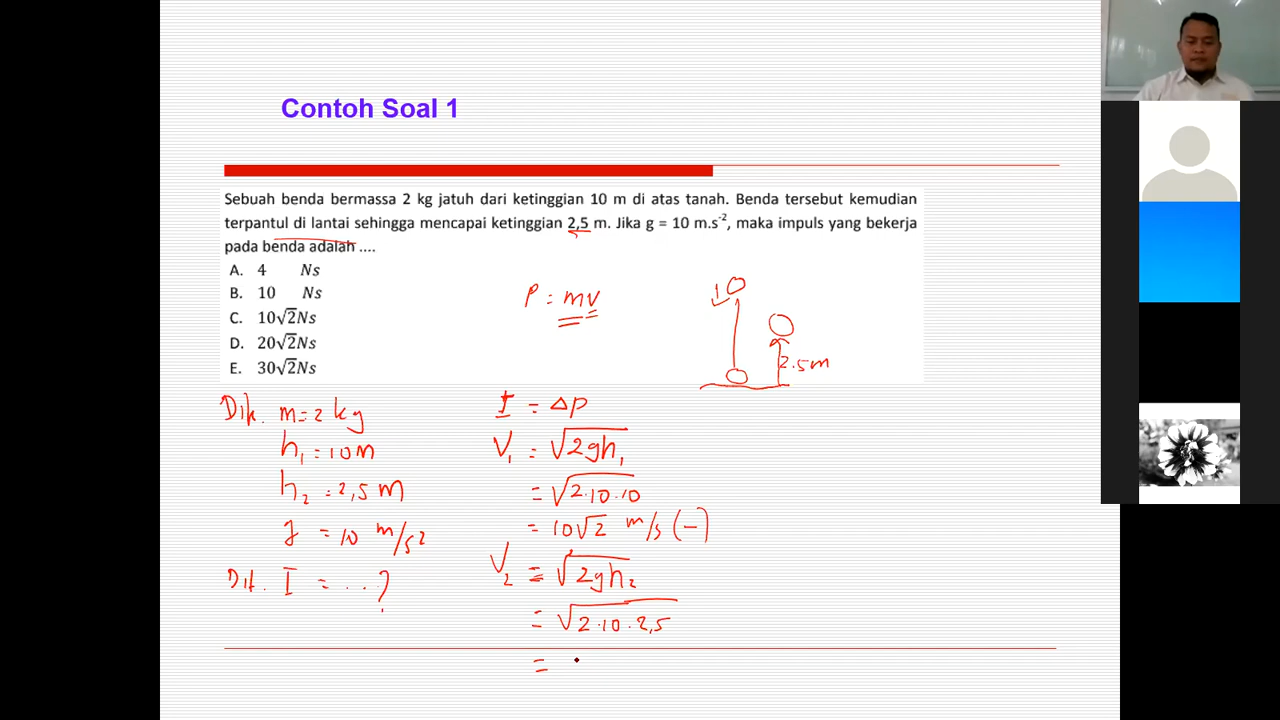 Contoh Soal 1
Sebuah benda bermassa 2 kg jatuh dari ketinggian 10 m di atas tanah. Benda tersebut kemudian
terpantul di lantai sehingga mencapai ketinggian 2,5 m. Jika g = 10 m.s⁻², maka impuls yang bekerja
pada benda adalah ....
A. 4 Ns
B. 10 Ns
C. 10√2Ns
D. 20√2Ns
E. 30√2Ns
P = mv
10
2.5m
Dik. m=2 kg
h₁ = 10m
h₂ = 2,5 m
g = 10 m/s²
Dit. I = ...?
I = ΔP
V₁ = √2gh₁
= √2·10·10
= 10√2 m/s (-)
V₂ = √2gh₂
= √2·10·2,5
=